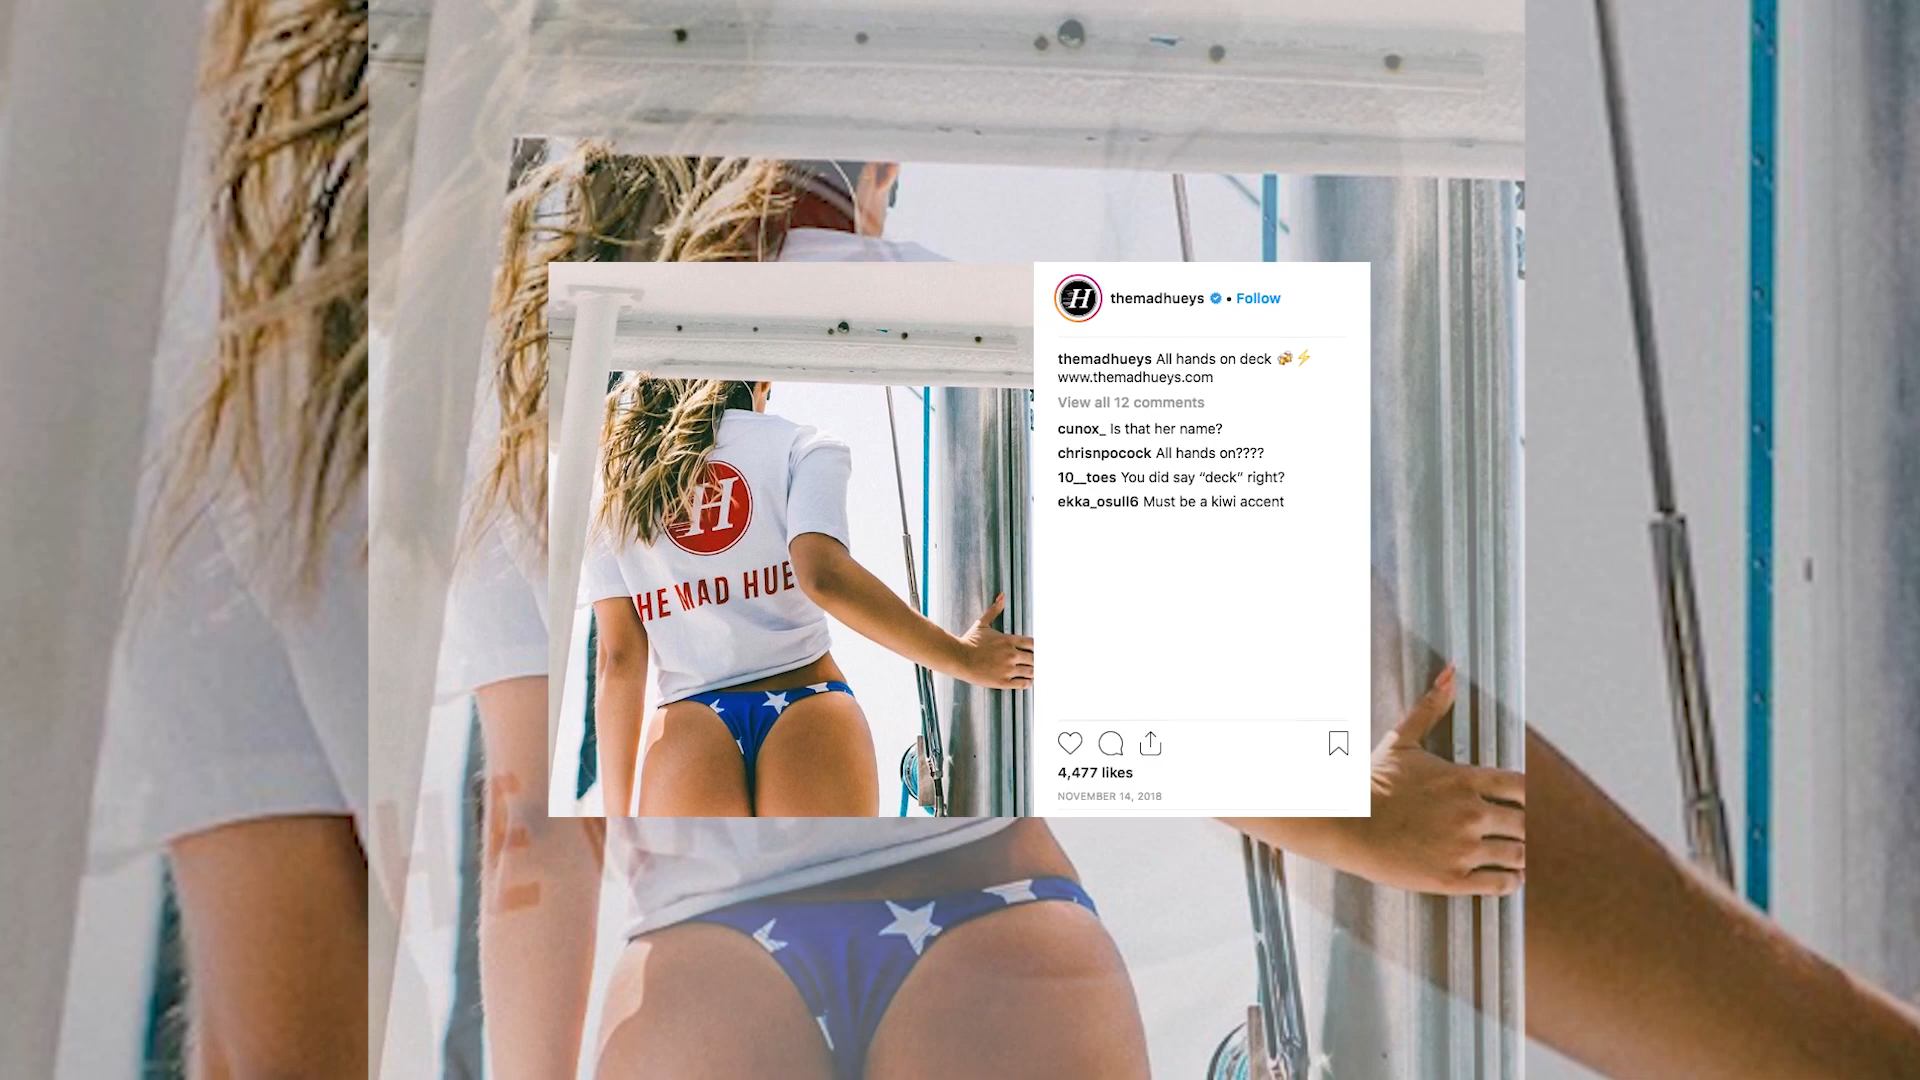 H
HE MAD HUE
H
themadhueys • Follow
themadhueys All hands on deck 🍻⚡
www.themadhueys.com
View all 12 comments
cunox_ Is that her name?
chrisnpocock All hands on????
10__toes You did say “deck” right?
ekka_osull6 Must be a kiwi accent
4,477 likes
NOVEMBER 14, 2018